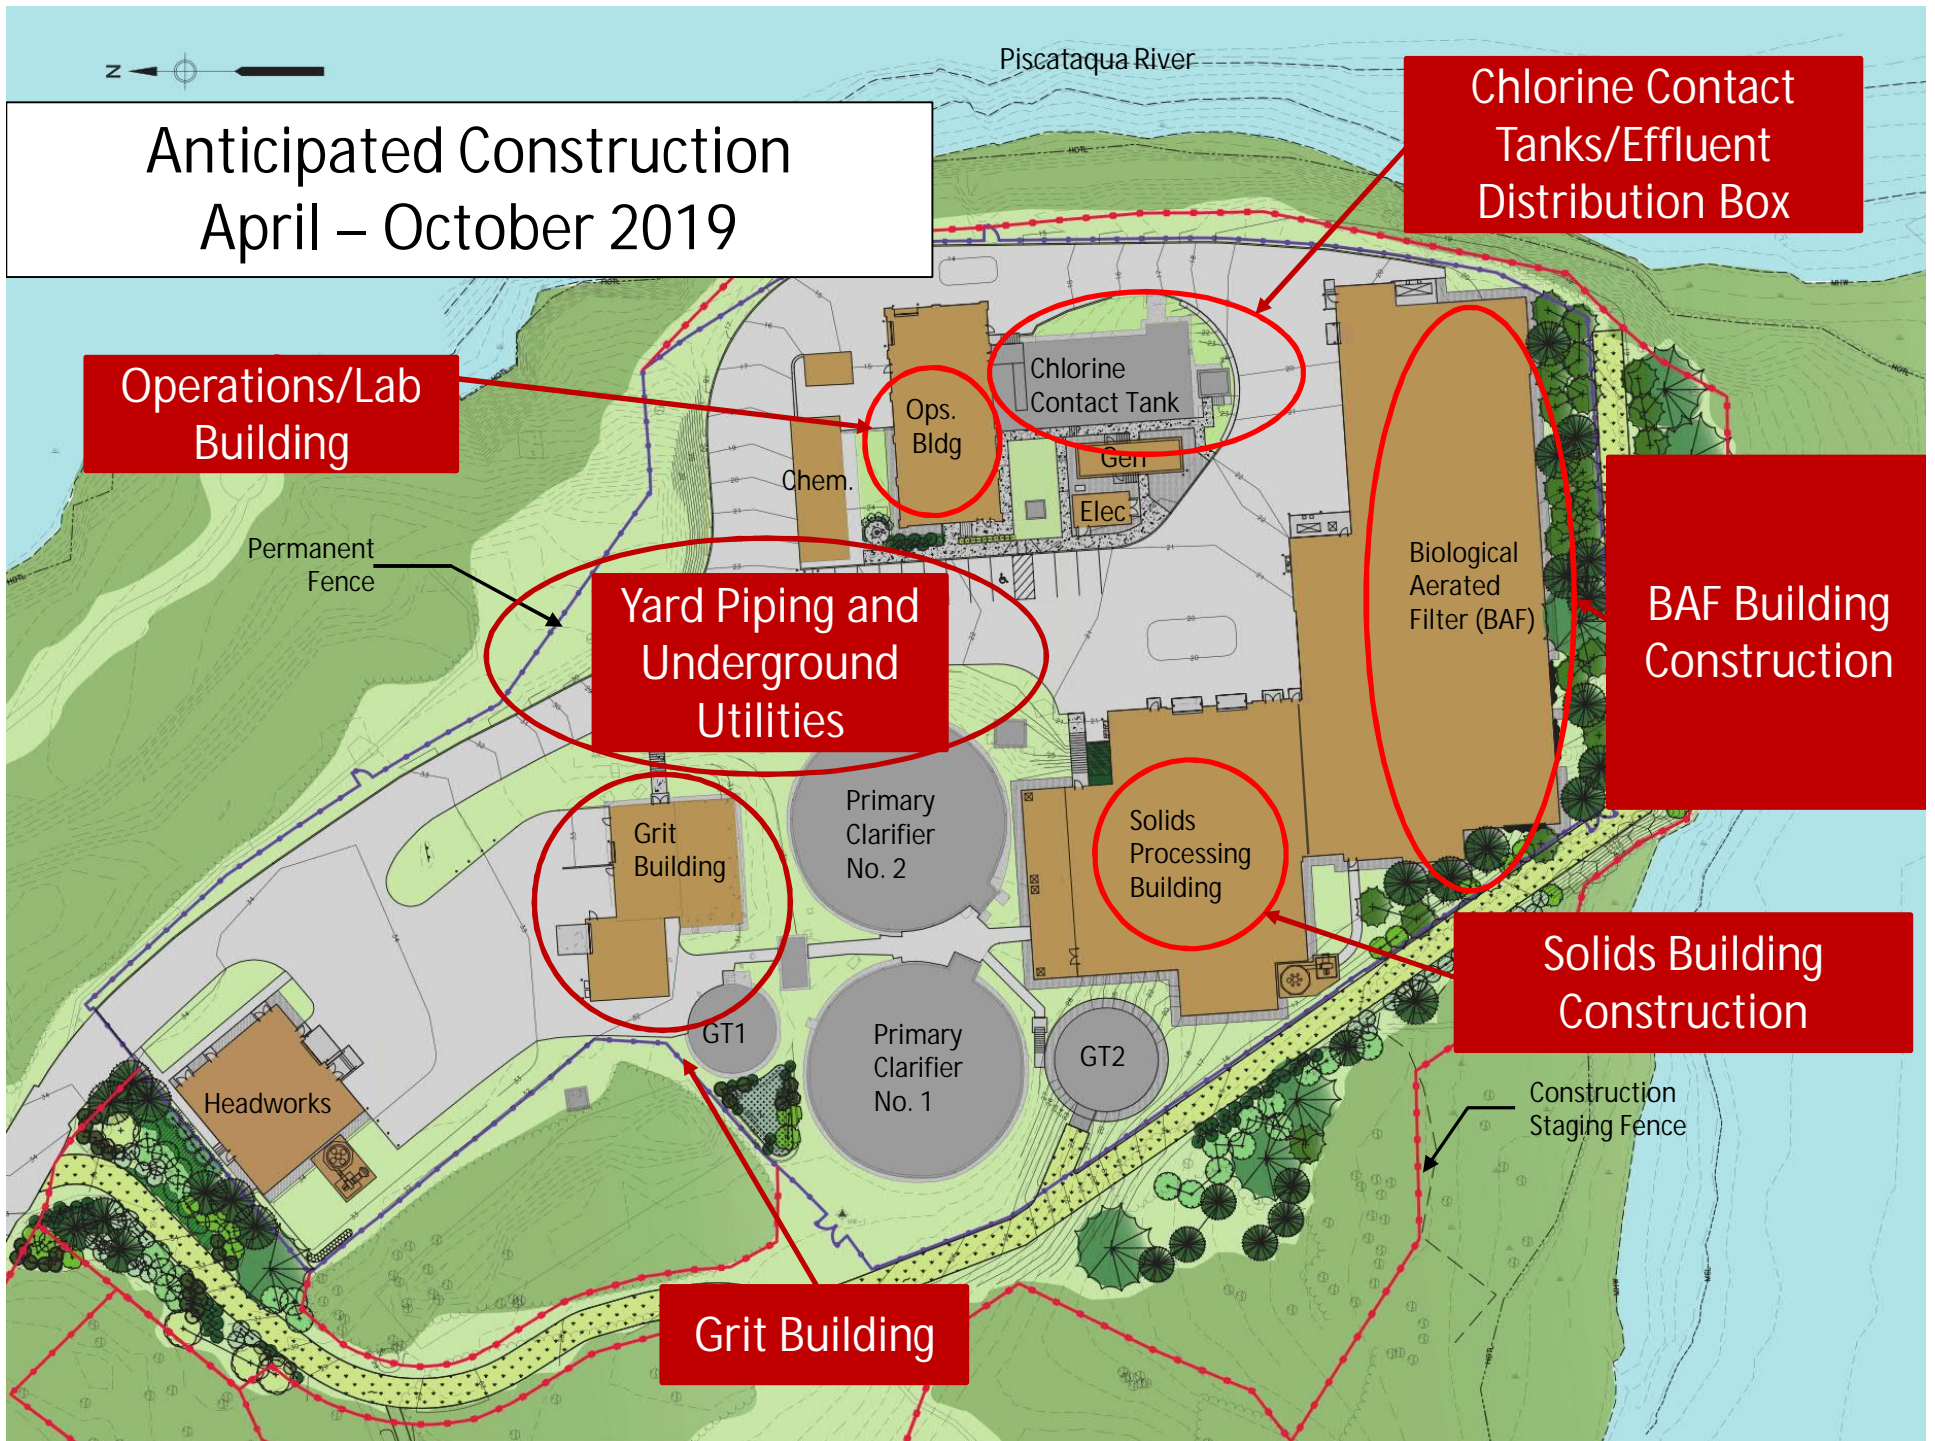 Piscataqua River
N
Anticipated Construction
April – October 2019
Chlorine Contact
Tanks/Effluent
Distribution Box
Operations/Lab
Building
Chlorine
Contact Tank
Ops.
Bldg
Gen
Chem.
Elec
Permanent
Fence
Biological
Aerated
Filter (BAF)
BAF Building
Construction
Yard Piping and
Underground
Utilities
Primary
Clarifier
No. 2
Grit
Building
Solids
Processing
Building
Solids Building
Construction
GT1
Primary
Clarifier
No. 1
GT2
Headworks
Construction
Staging Fence
Grit Building